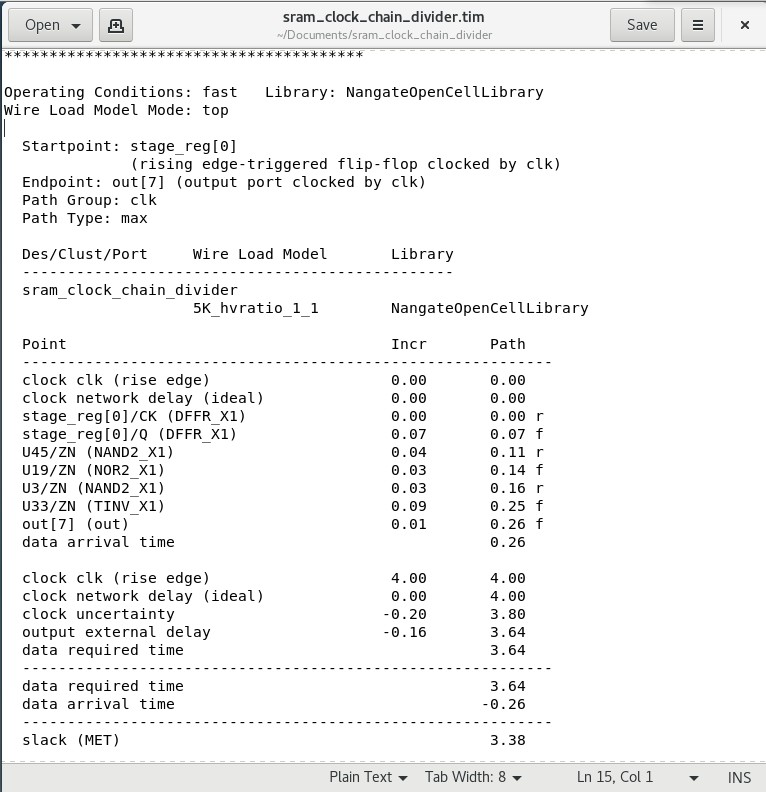 Open
sram_clock_chain_divider.tim
~/Documents/sram_clock_chain_divider
Save
****************************************
Operating Conditions: fast   Library: NangateOpenCellLibrary
Wire Load Model Mode: top
  Startpoint: stage_reg[0]
              (rising edge-triggered flip-flop clocked by clk)
  Endpoint: out[7] (output port clocked by clk)
  Path Group: clk
  Path Type: max
  Des/Clust/Port     Wire Load Model       Library
  ------------------------------------------------
  sram_clock_chain_divider
                     5K_hvratio_1_1        NangateOpenCellLibrary
  Point                                    Incr       Path
  -----------------------------------------------------------
  clock clk (rise edge)                    0.00       0.00
  clock network delay (ideal)              0.00       0.00
  stage_reg[0]/CK (DFFR_X1)                0.00       0.00 r
  stage_reg[0]/Q (DFFR_X1)                 0.07       0.07 f
  U45/ZN (NAND2_X1)                        0.04       0.11 r
  U19/ZN (NOR2_X1)                         0.03       0.14 f
  U3/ZN (NAND2_X1)                         0.03       0.16 r
  U33/ZN (TINV_X1)                         0.09       0.25 f
  out[7] (out)                             0.01       0.26 f
  data arrival time                                   0.26
  clock clk (rise edge)                    4.00       4.00
  clock network delay (ideal)              0.00       4.00
  clock uncertainty                       -0.20       3.80
  output external delay                   -0.16       3.64
  data required time                                  3.64
  -----------------------------------------------------------
  data required time                                  3.64
  data arrival time                                  -0.26
  -----------------------------------------------------------
  slack (MET)                                         3.38
Plain Text   Tab Width: 8   Ln 15, Col 1   INS